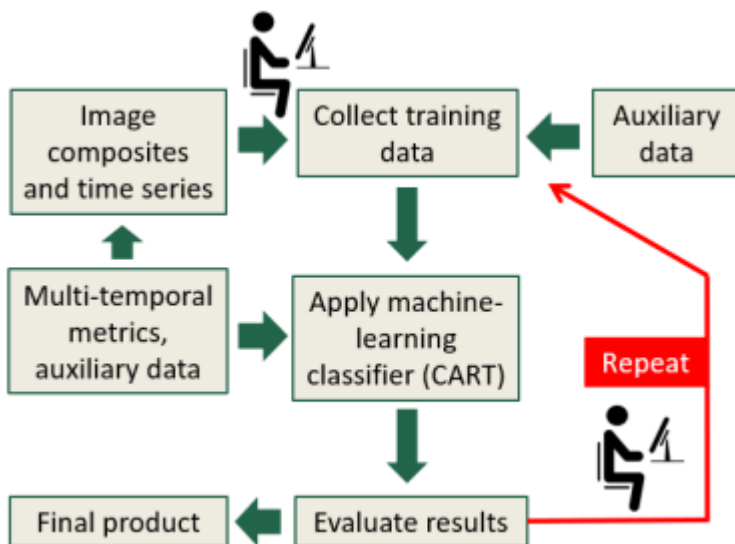 Image
composites
and time series
Collect training
data
Auxiliary
data
Multi-temporal
metrics,
auxiliary data
Apply machine-
learning
classifier (CART)
Repeat
Final product
Evaluate results